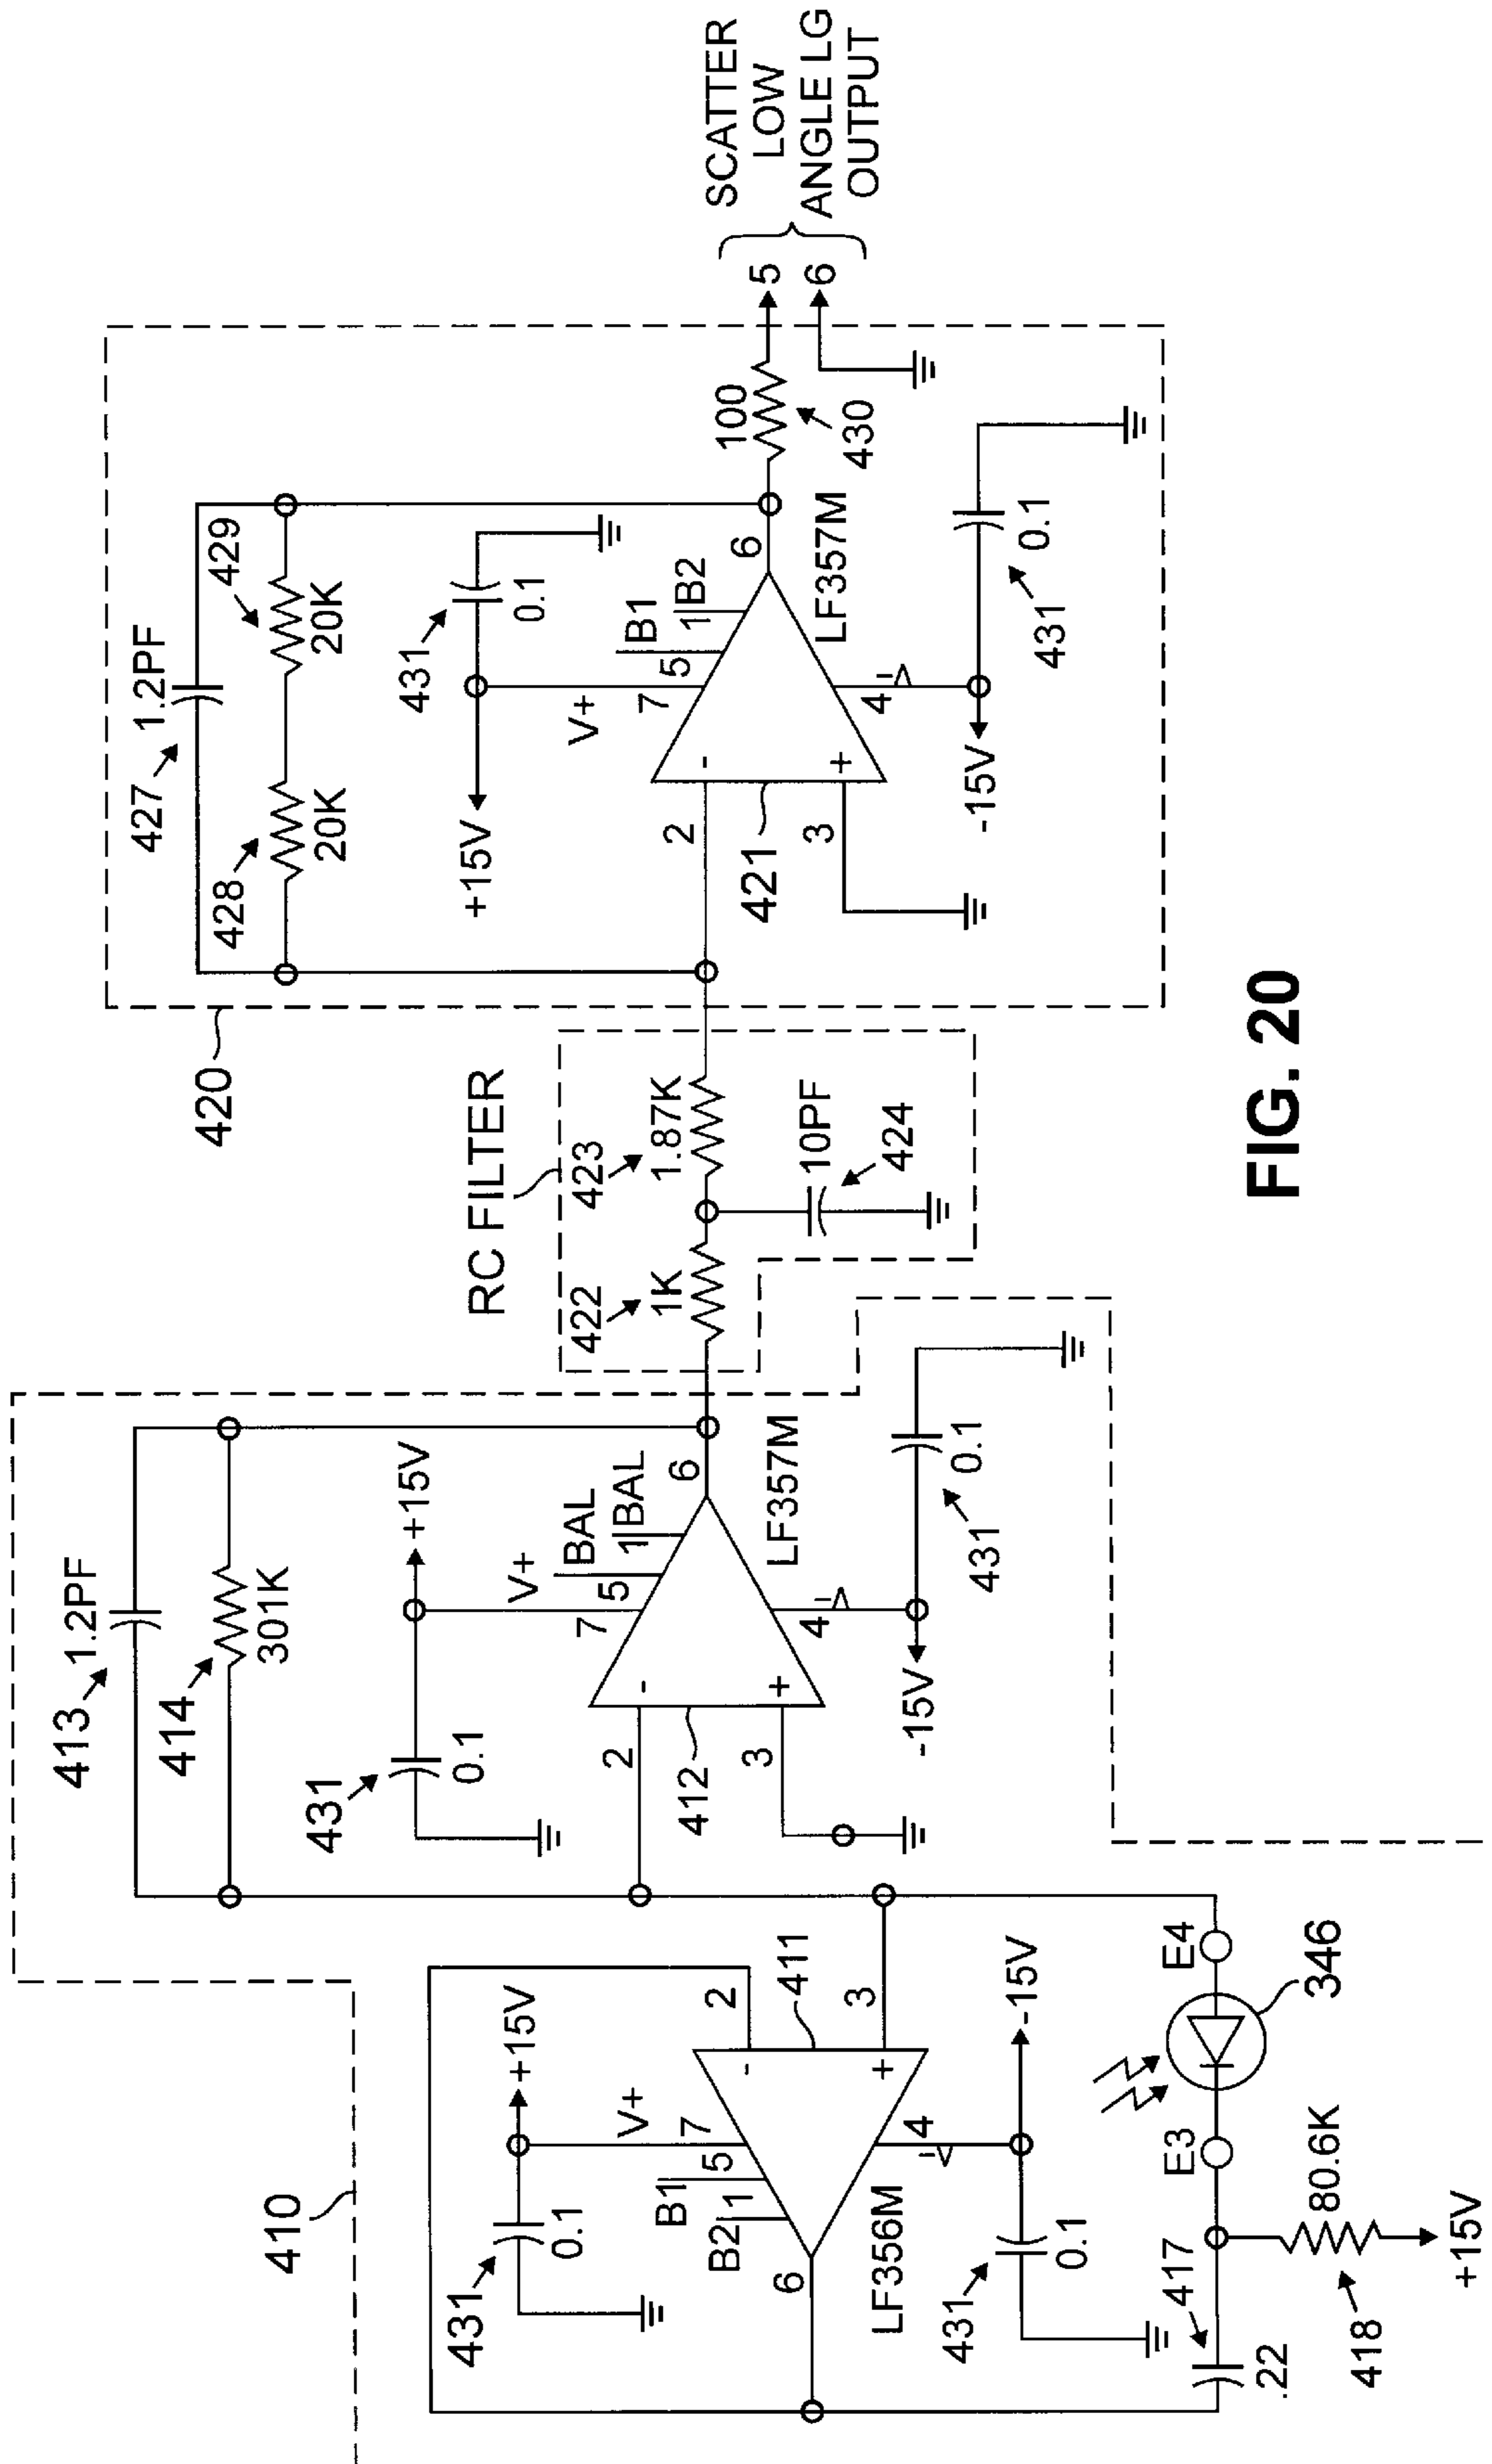 410
431
0.1
B2
B1
1
5
7
V+
+15V
2
-
411
6
LF356M
4
-V
+
3
-15V
431
0.1
417
.22
418
80.6K
+15V
E3
E4
346
413
1.2PF
414
301K
431
0.1
+15V
V+
7
5
BAL
1
BAL
2
-
412
6
LF357M
3
+
4
-V
-15V
431
0.1
RC FILTER
422
1K
423
1.87K
10PF
424
420
427
1.2PF
428
20K
429
20K
+15V
431
0.1
V+
7
5
B1
1
B2
2
-
421
6
LF357M
3
+
4
-V
-15V
431
0.1
100
430
5
6
SCATTER
LOW
ANGLE LG
OUTPUT
FIG. 20